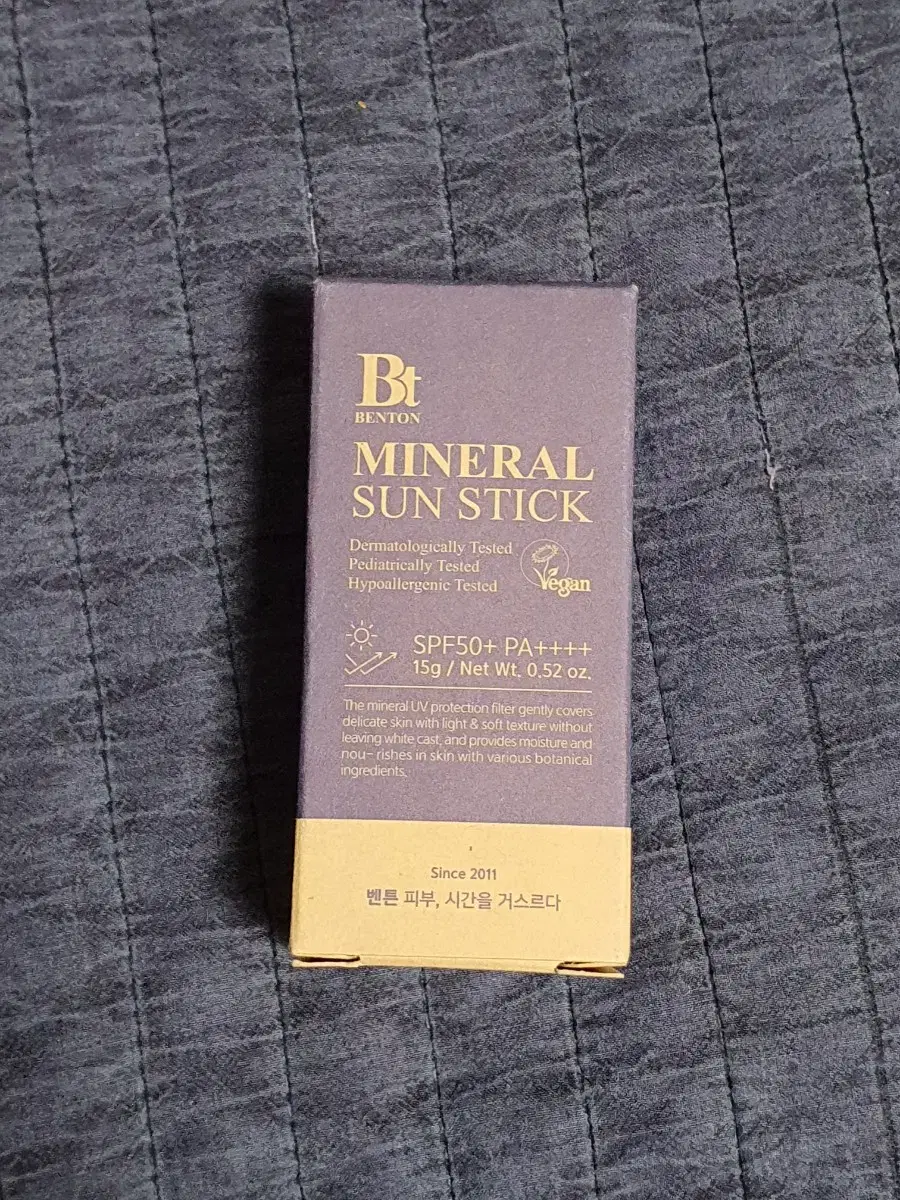 Bt
BENTON
MINERAL
SUN STICK
Dermatologically Tested
Pediatrically Tested
Hypoallergenic Tested
Vegan
SPF50+ PA++++
15g / Net Wt. 0.52 oz.
The mineral UV protection filter gently covers
delicate skin with light & soft texture without
leaving white cast, and provides moisture and
nou- rishes in skin with various botanical
ingredients.
Since 2011
벤튼 피부, 시간을 거스르다